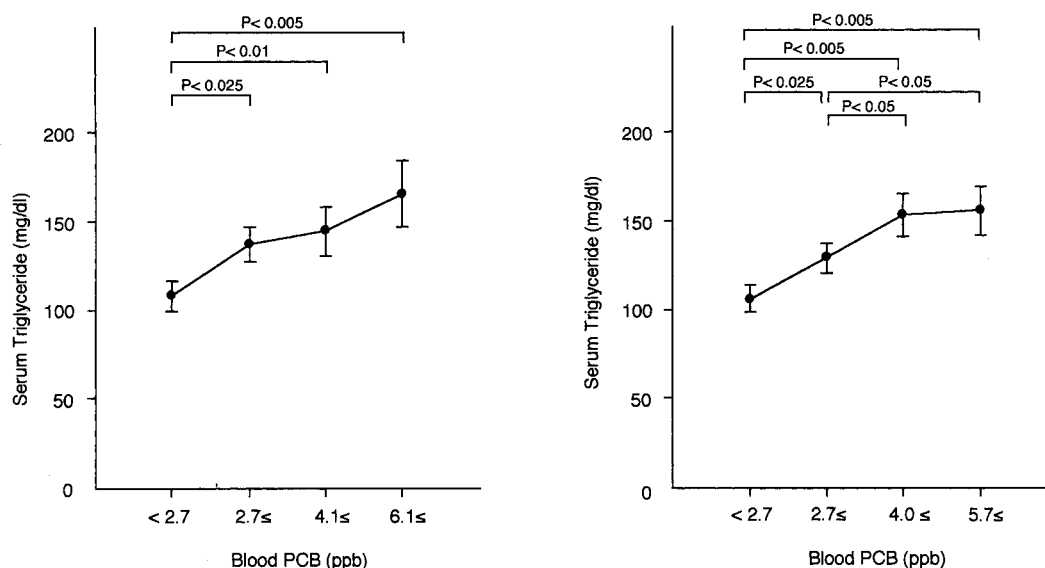 P< 0.005
P< 0.01
P< 0.025
200
150
100
50
0
Serum Triglyceride (mg/dl)
< 2.7 2.7≤ 4.1≤ 6.1≤
Blood PCB (ppb)
P< 0.005
P< 0.005
P< 0.025 P< 0.05
P< 0.05
200
150
100
50
0
Serum Triglyceride (mg/dl)
< 2.7 2.7≤ 4.0 ≤ 5.7≤
Blood PCB (ppb)